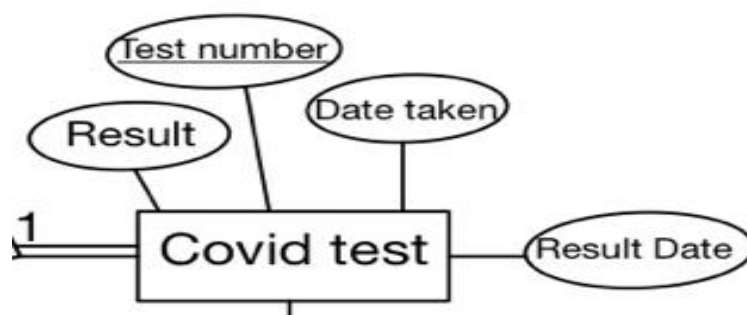 Test number
Date taken
Result
1
Covid test
Result Date